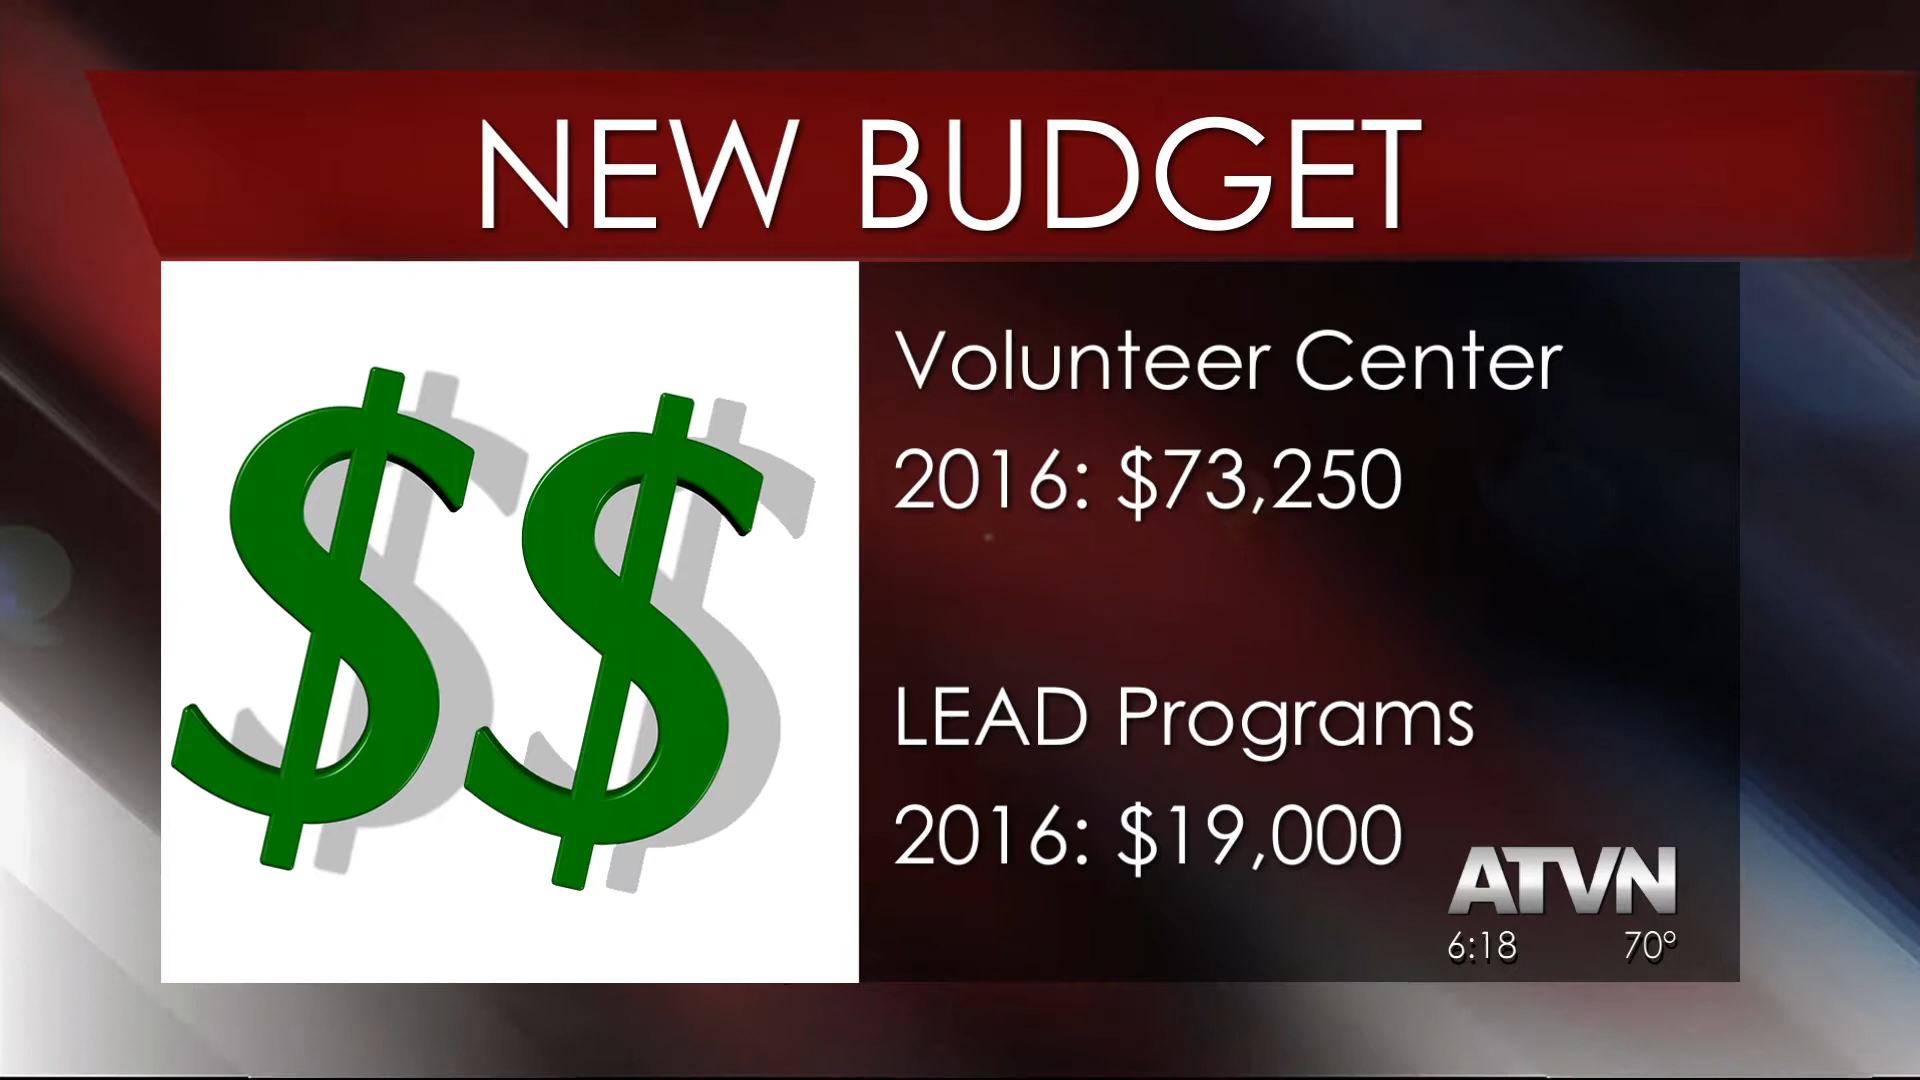 NEW BUDGET
$$
Volunteer Center
2016: $73,250
LEAD Programs
2016: $19,000
ATVN
6:18 70°